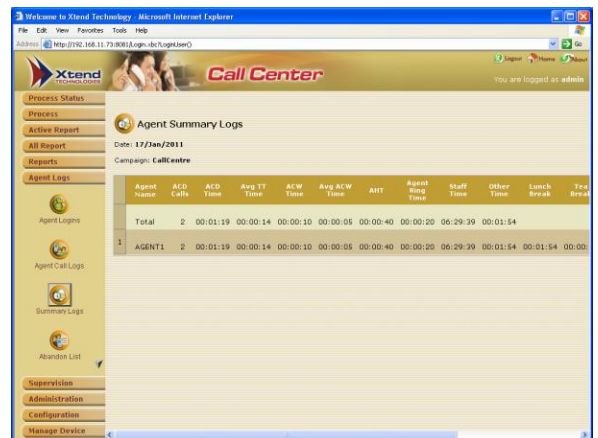 Welcome to Xtend Technology - Microsoft Internet Explorer
File Edit View Favorites Tools Help
Address http://192.168.11.73:8081/Login.xbc?LognUser() Go
Xtend
TECHNOLOGIES
Call Center
Logout Home About
You are logged as admin
Process Status
Process
Active Report
All Report
Reports
Agent Logs
Agent Logins
Agent Call Logs
Summary Logs
Abandon List
Supervision
Administration
Configuration
Manage Device
Agent Summary Logs
Date: 17/Jan/2011
Campaign: CallCentre
Agent Name ACD Calls ACD Time Avg TT Time ACW Time Avg ACW Time AHT Agent Ring Time Staff Time Other Time Lunch Break Tea Break
Total 2 00:01:19 00:00:14 00:00:10 00:00:05 00:00:40 00:00:20 06:29:39 00:01:54
1 AGENT1 2 00:01:19 00:00:14 00:00:10 00:00:05 00:00:40 00:00:20 06:29:39 00:01:54 00:01:54 00:00: